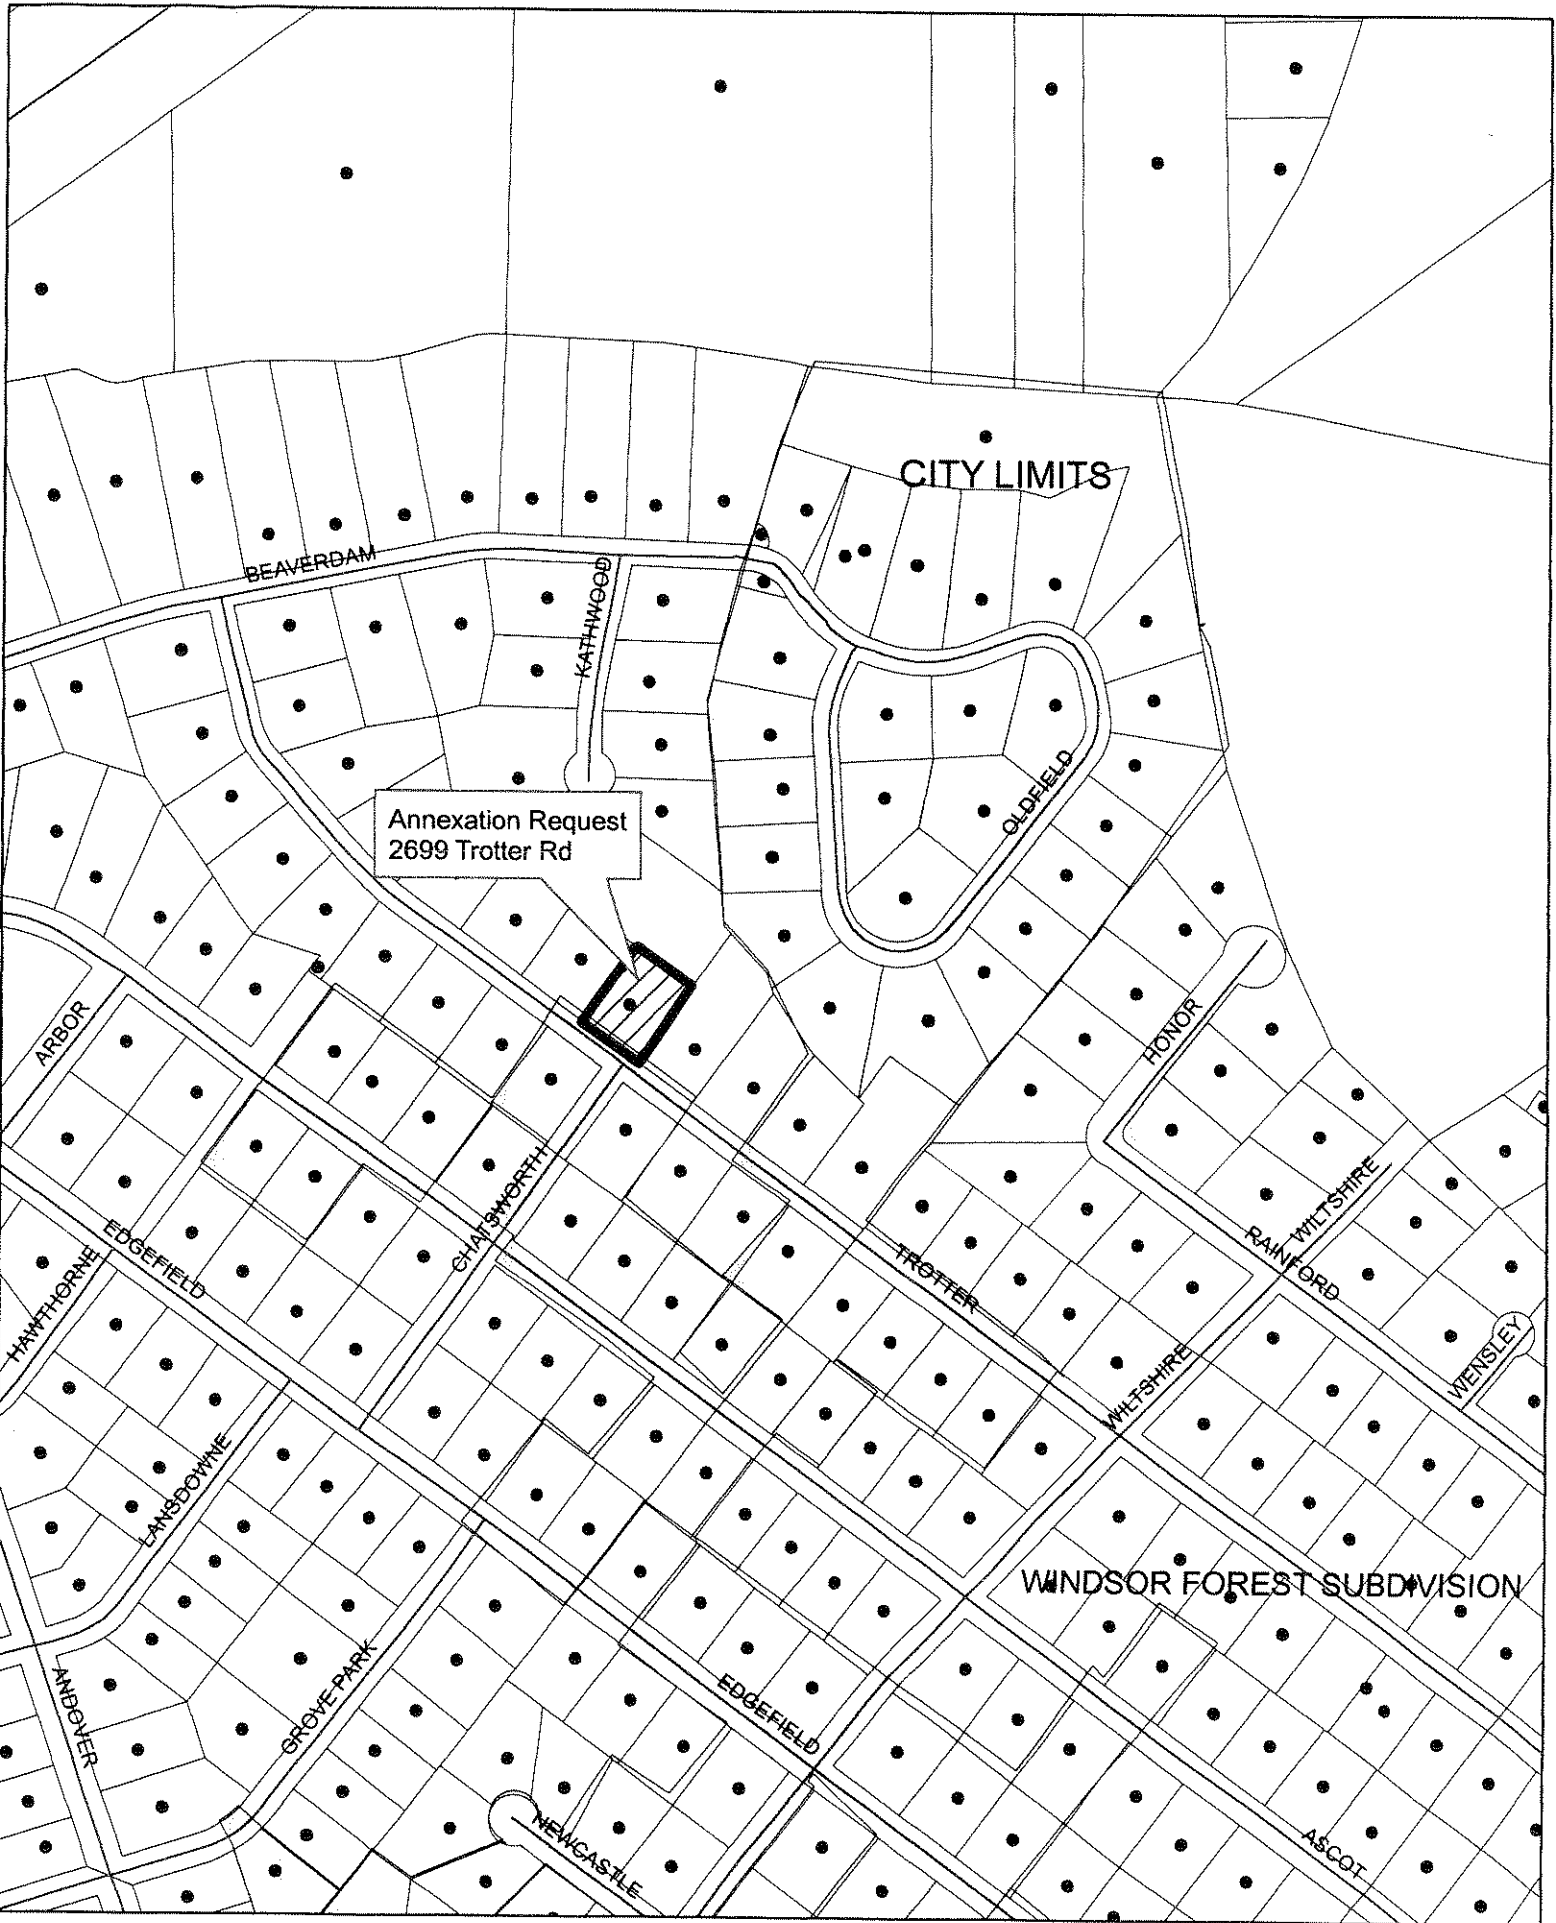 CITY LIMITS
BEAVERDAM
KATHWOOD
OLDFIELD
Annexation Request
2699 Trotter Rd
ARBOR
HONOR
CHATSWORTH
WILTSHIRE
EDGEFIELD
HAWTHORNE
TROTTER
RAINFORD
WILTSHIRE
WENSLEY
LANSDOWNE
WINDSOR FOREST SUBDIVISION
ANDOVER
GROVE PARK
EDGEFIELD
NEWCASTLE
ASCOT